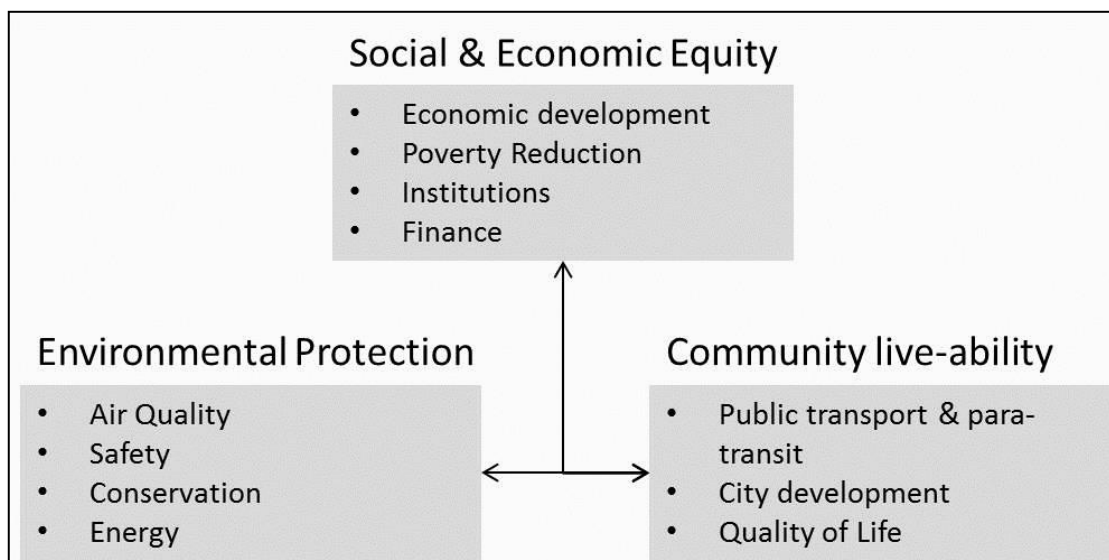 Social & Economic Equity
• Economic development
• Poverty Reduction
• Institutions
• Finance
Environmental Protection
• Air Quality
• Safety
• Conservation
• Energy
Community live-ability
• Public transport & para-
transit
• City development
• Quality of Life